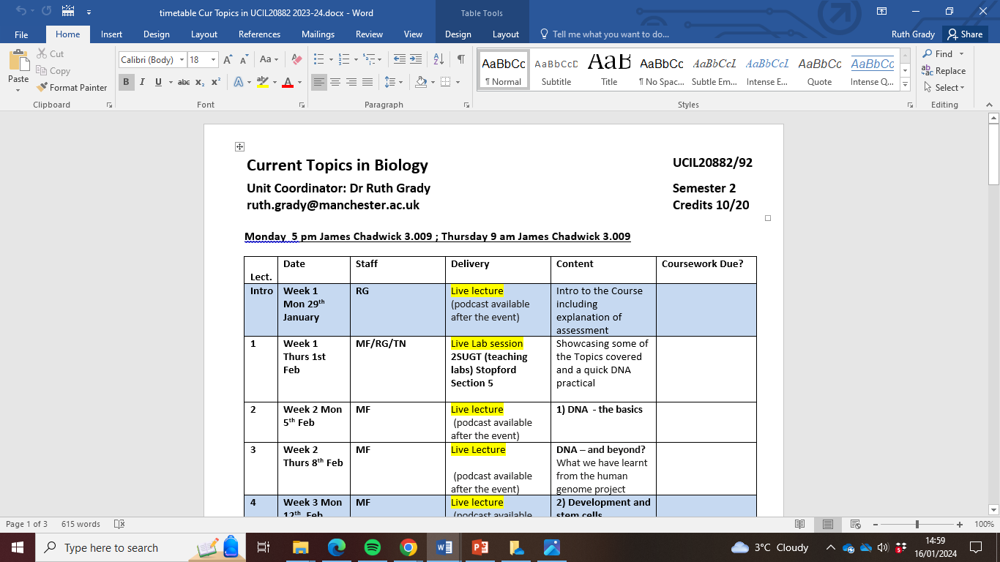 timetable Cur Topics in UCIL20882 2023-24.docx - Word
Table Tools
File Home Insert Design Layout References Mailings Review View Design Layout Tell me what you want to do... Ruth Grady Share
Paste
Cut
Copy
Format Painter
Clipboard
Calibri (Body) 18
Font
Paragraph
AaBbCc AaBbCcD AaB AaBbCc AaBbCcI AaBbCcI AaBbCc AaBbCc
¶ Normal Subtitle Title ¶ No Spac... Subtle Em... Intense E... Quote Intense Q...
Styles
Find
Replace
Select
Editing
Current Topics in Biology UCIL20882/92
Unit Coordinator: Dr Ruth Grady Semester 2
ruth.grady@manchester.ac.uk Credits 10/20
Monday 5 pm James Chadwick 3.009 ; Thursday 9 am James Chadwick 3.009
Lect. Date Staff Delivery Content Coursework Due?
Intro
Week 1
Mon 29th
January
RG
Live lecture
(podcast available
after the event)
Intro to the Course
including
explanation of
assessment
1
Week 1
Thurs 1st
Feb
MF/RG/TN
Live Lab session
2SUGT (teaching
labs) Stopford
Section 5
Showcasing some of
the Topics covered
and a quick DNA
practical
2
Week 2 Mon
5th Feb
MF
Live lecture
(podcast available
after the event)
1) DNA - the basics
3
Week 2
Thurs 8th Feb
MF
Live Lecture
(podcast available
after the event)
DNA – and beyond?
What we have learnt
from the human
genome project
4
Week 3 Mon
12th Feb
MF
Live lecture
(podcast available
2) Development and
stem cells
Page 1 of 3 615 words 100%
Type here to search
3°C Cloudy
14:59
16/01/2024